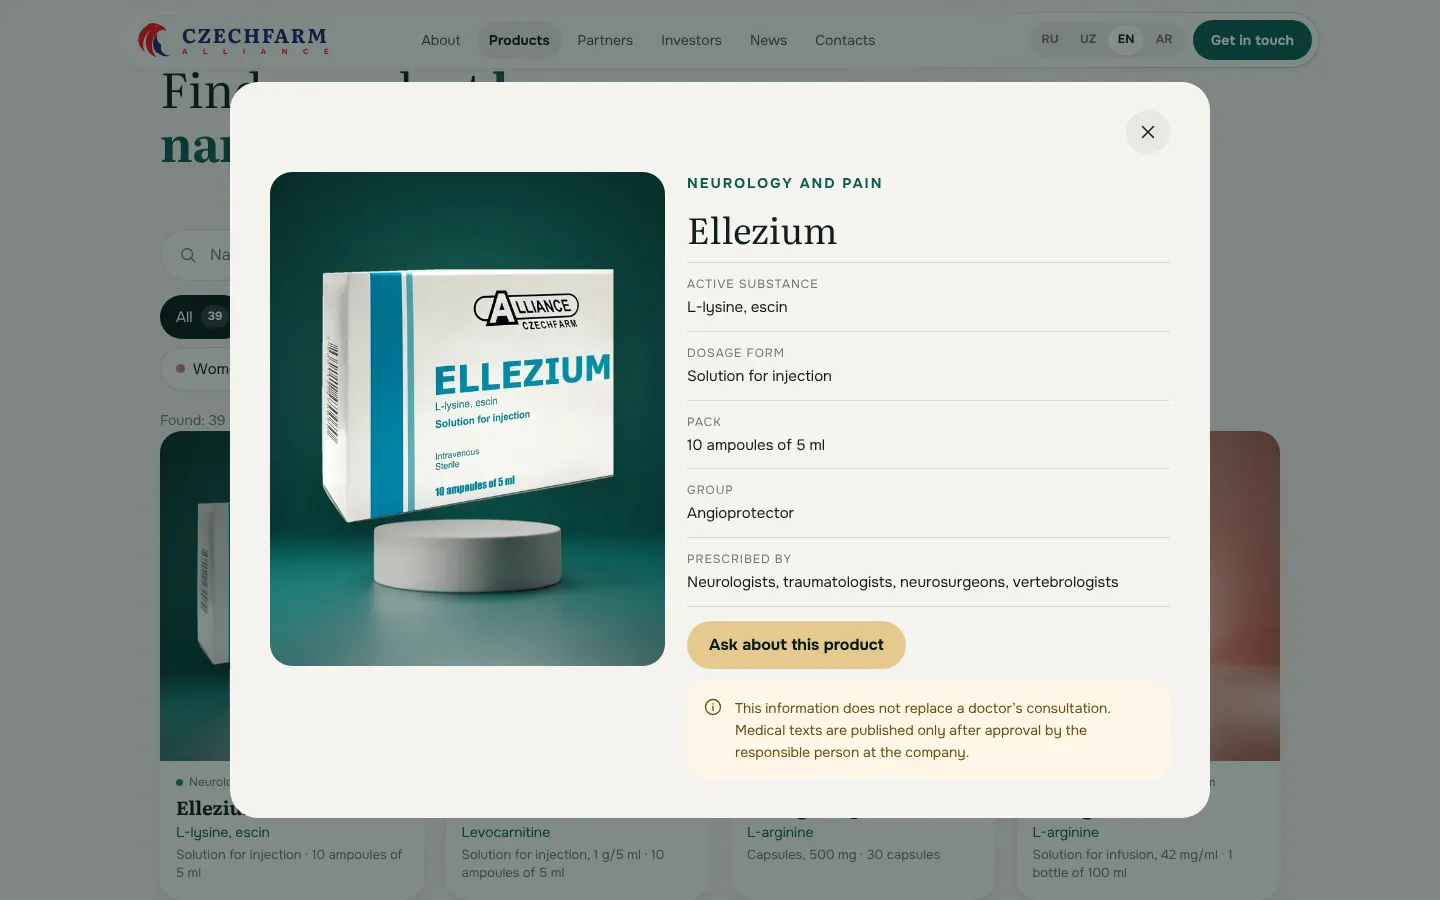 CZECHFARM
ALLIANCE
About
Products
Partners
Investors
News
Contacts
RU
UZ
EN
AR
Get in touch
NEUROLOGY AND PAIN
Ellezium
ACTIVE SUBSTANCE
L-lysine, escin
DOSAGE FORM
Solution for injection
PACK
10 ampoules of 5 ml
GROUP
Angioprotector
PRESCRIBED BY
Neurologists, traumatologists, neurosurgeons, vertebrologists
Ask about this product
This information does not replace a doctor’s consultation.
Medical texts are published only after approval by the
responsible person at the company.
ALLIANCE
CZECHFARM
ELLEZIUM
L-lysine, escin
Solution for injection
Intravenous
Sterile
10 ampoules of 5 ml
All 39
Found: 39
L-lysine, escin
Solution for injection · 10 ampoules of
5 ml
Levocarnitine
Solution for injection, 1 g/5 ml · 10
ampoules of 5 ml
L-arginine
Capsules, 500 mg · 30 capsules
L-arginine
Solution for infusion, 42 mg/ml · 1
bottle of 100 ml